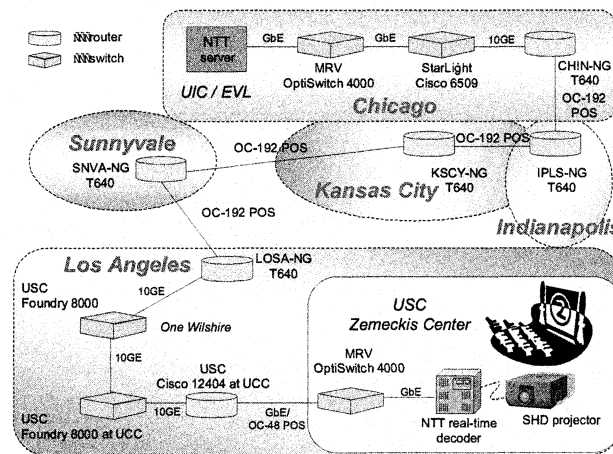 router
switch
NTT
server
GbE
GbE
10GE
MRV
OptiSwitch 4000
StarLight
Cisco 6509
CHIN-NG
T640
UIC / EVL
Chicago
OC-192
POS
Sunnyvale
SNVA-NG
T640
OC-192 POS
OC-192 POS
KSCY-NG
T640
IPLS-NG
T640
Kansas City
Indianapolis
OC-192 POS
Los Angeles
LOSA-NG
T640
USC
Foundry 8000
10GE
One Wilshire
10GE
USC
Cisco 12404 at UCC
USC
Foundry 8000 at UCC
10GE
GbE/
OC-48 POS
USC
Zemeckis Center
MRV
OptiSwitch 4000
GbE
NTT real-time
decoder
SHD projector